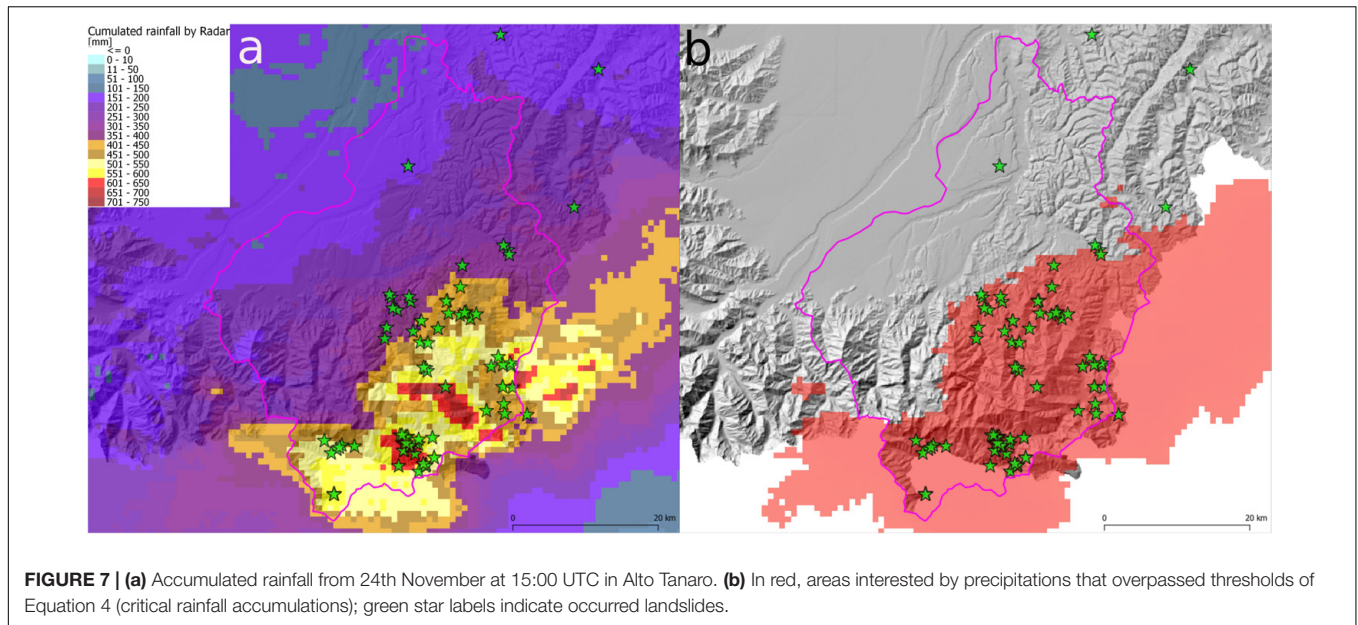 Cumulated rainfall by Radar
[mm]
<= 0
0 - 10
11 - 50
51 - 100
101 - 150
151 - 200
201 - 250
251 - 300
301 - 350
351 - 400
401 - 450
451 - 500
501 - 550
551 - 600
601 - 650
651 - 700
701 - 750
a
0 20 km
b
0 20 km
FIGURE 7 | (a) Accumulated rainfall from 24th November at 15:00 UTC in Alto Tanaro. (b) In red, areas interested by precipitations that overpassed thresholds of
Equation 4 (critical rainfall accumulations); green star labels indicate occurred landslides.